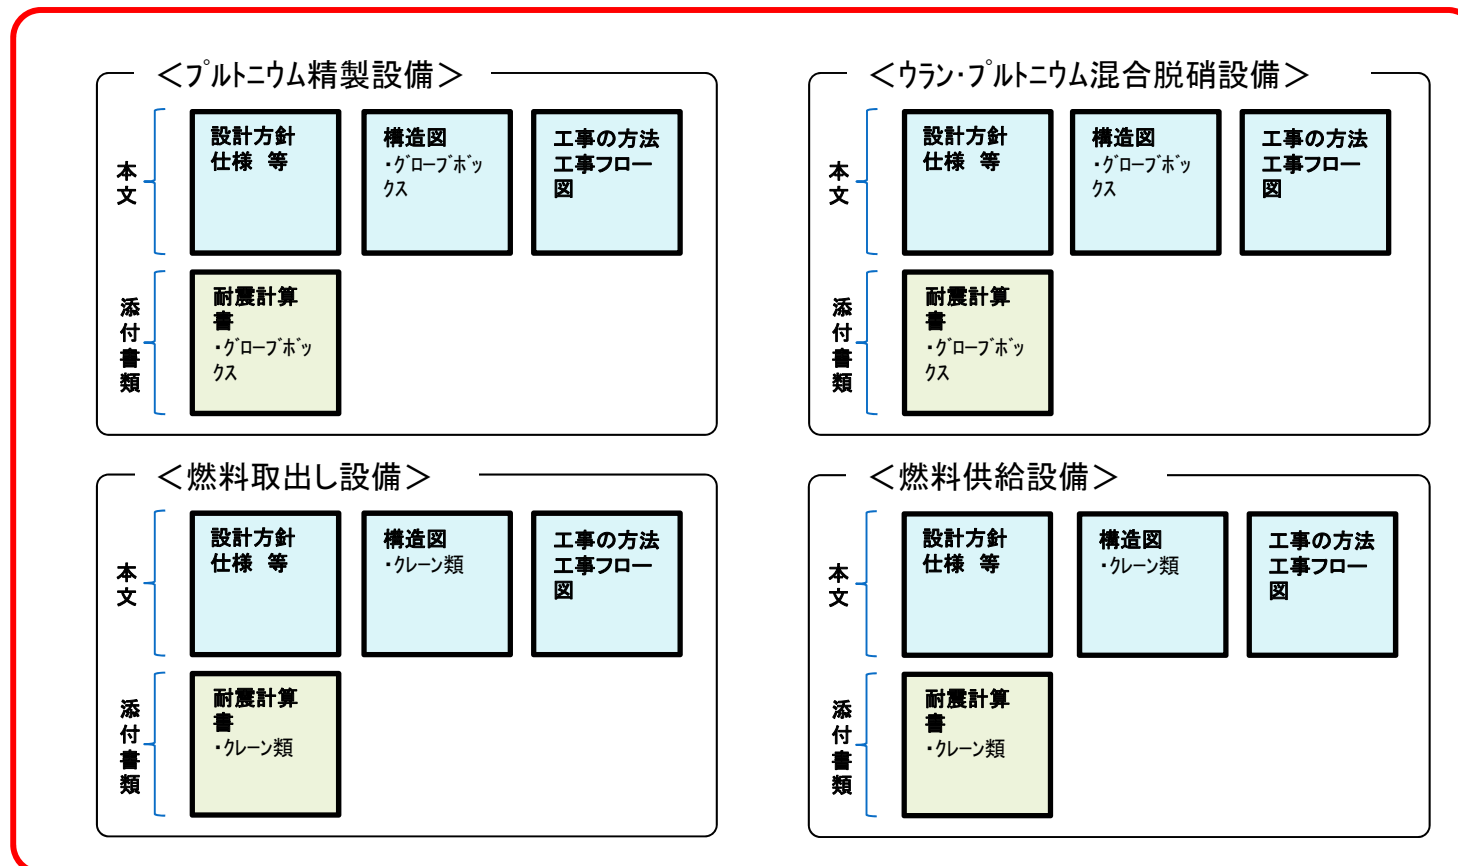 ＜プルトニウム精製設備＞
本文
設計方針
仕様　等
構造図
・グローブボッ
クス
工事の方法
工事フロー
図
添付書類
耐震計算
書
・グローブボッ
クス
＜ウラン・プルトニウム混合脱硝設備＞
本文
設計方針
仕様　等
構造図
・グローブボッ
クス
工事の方法
工事フロー
図
添付書類
耐震計算
書
・グローブボッ
クス
＜燃料取出し設備＞
本文
設計方針
仕様　等
構造図
・クレーン類
工事の方法
工事フロー
図
添付書類
耐震計算
書
・クレーン類
＜燃料供給設備＞
本文
設計方針
仕様　等
構造図
・クレーン類
工事の方法
工事フロー
図
添付書類
耐震計算
書
・クレーン類